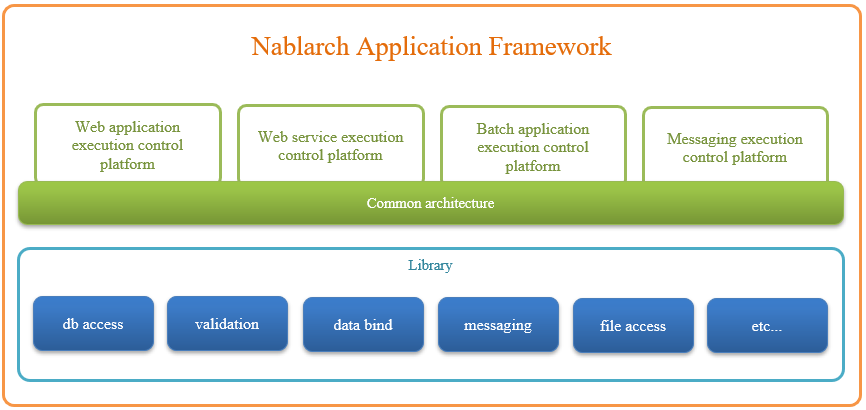 Nablarch Application Framework
Web application
execution control
platform
Web service execution
control platform
Batch application
execution control
platform
Messaging execution
control platform
Common architecture
Library
db access
validation
data bind
messaging
file access
etc...